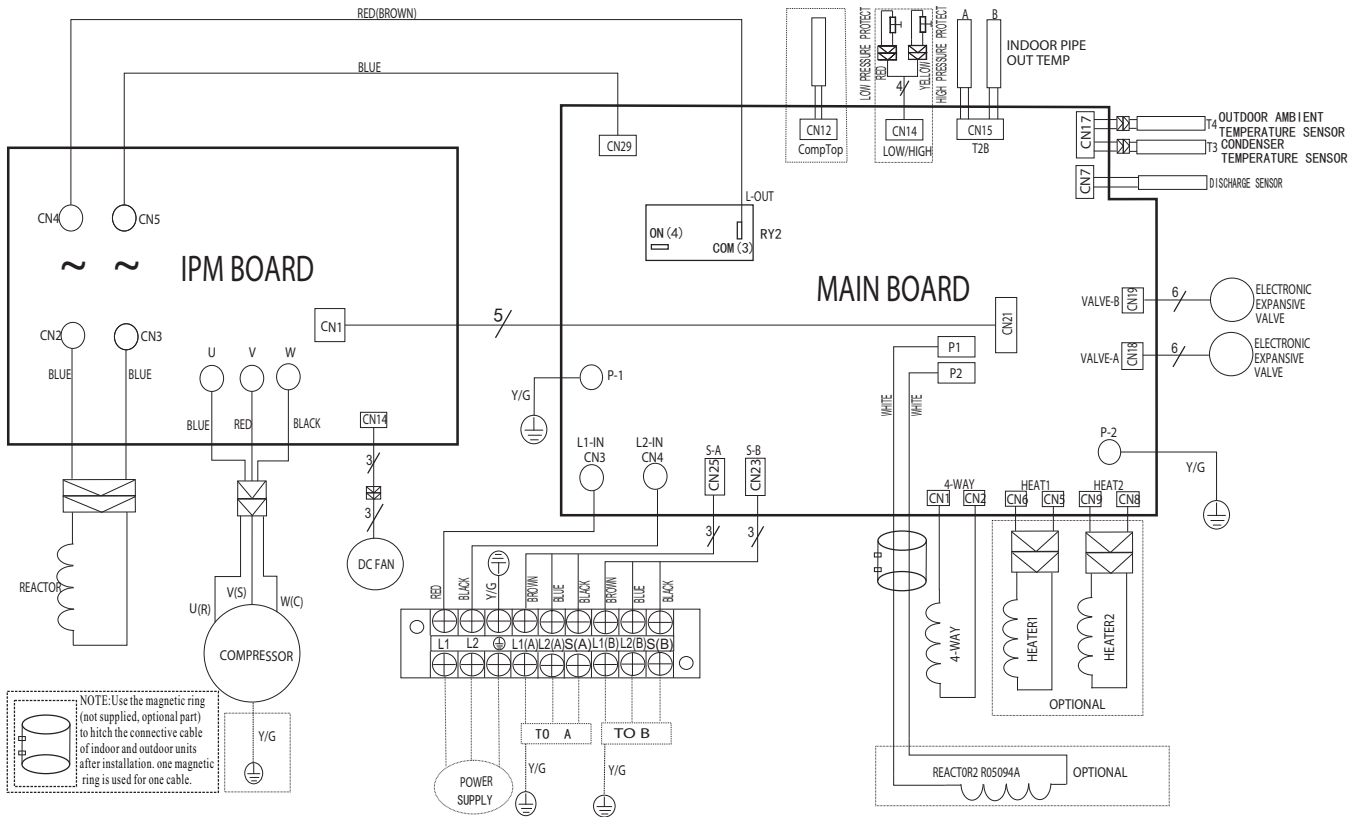 RED(BROWN)
BLUE
LOW PRESSURE PROTECT
RED
4
YELLOW
HIGH PRESSURE PROTECT
A
B
INDOOR PIPE
OUT TEMP
CN12
CompTop
CN14
LOW/HIGH
CN15
T2B
CN17
T4 OUTDOOR AMBIENT
TEMPERATURE SENSOR
T3 CONDENSER
TEMPERATURE SENSOR
CN7
DISCHARGE SENSOR
CN29
L-OUT
ON(4)
COM(3)
RY2
CN4
CN5
~
~
IPM BOARD
MAIN BOARD
CN2
CN3
CN1
5
CN21
U
V
W
BLUE
BLUE
BLUE
RED
BLACK
CN14
3
3
DC FAN
P1
P2
WHITE
WHITE
VALVE-B
CN19
6
ELECTRONIC
EXPANSIVE
VALVE
VALVE-A
CN18
6
ELECTRONIC
EXPANSIVE
VALVE
P-1
Y/G
P-2
Y/G
L1-IN
CN3
L2-IN
CN4
S-A
CN25
S-B
CN23
3
3
4-WAY
CN1
CN2
HEAT1
CN6
CN5
HEAT2
CN9
CN8
REACTOR
U(R)
V(S)
W(C)
COMPRESSOR
Y/G
RED
BLACK
Y/G
BROWN
BLUE
BLACK
BROWN
BLUE
BLACK
L1
L2
L1(A)
L2(A)
S(A)
L1(B)
L2(B)
S(B)
4-WAY
HEATER1
HEATER2
OPTIONAL
TO A
TO B
Y/G
Y/G
POWER
SUPPLY
REACTOR2 R05094A
OPTIONAL
NOTE:Use the magnetic ring
(not supplied, optional part)
to hitch the connective cable
of indoor and outdoor units
after installation. one magnetic
ring is used for one cable.